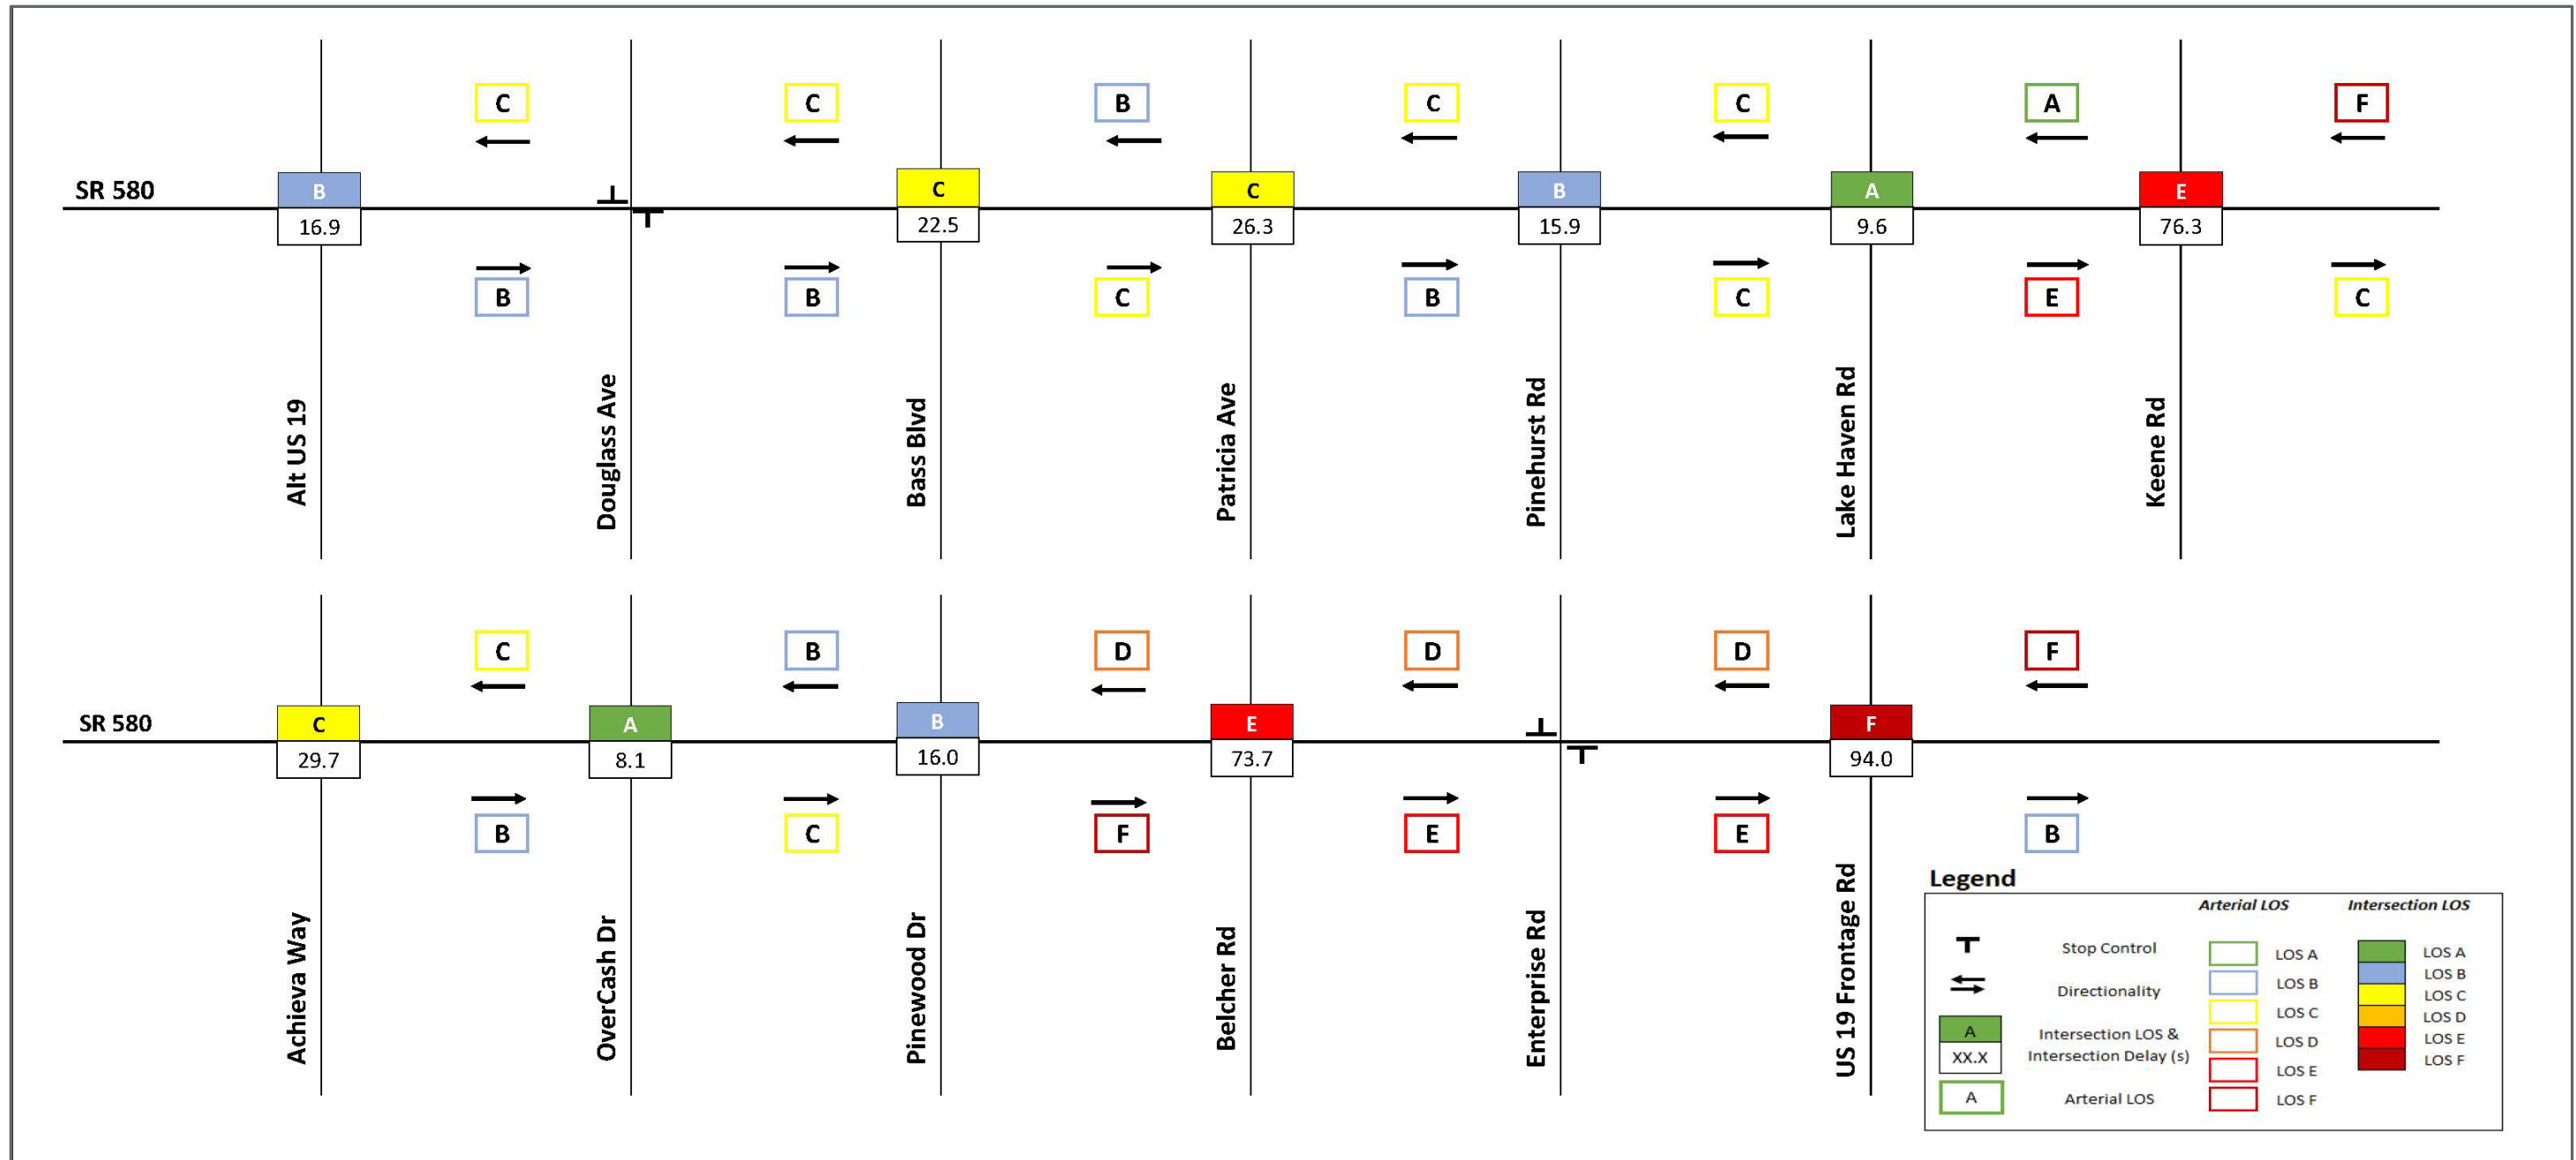 C C B C C A F
SR 580
B C C B A E
16.9 22.5 26.3 15.9 9.6 76.3
B B C B C E C
Alt US 19
Douglass Ave
Bass Blvd
Patricia Ave
Pinehurst Rd
Lake Haven Rd
Keene Rd
C B D D D F
SR 580
C A B E F
29.7 8.1 16.0 73.7 94.0
B C F E E B
Achieva Way
OverCash Dr
Pinewood Dr
Belcher Rd
Enterprise Rd
US 19 Frontage Rd
Legend
Arterial LOS Intersection LOS
Stop Control
Directionality
A
XX.X
Intersection LOS &
Intersection Delay (s)
A
Arterial LOS
LOS A
LOS B
LOS C
LOS D
LOS E
LOS F
LOS A
LOS B
LOS C
LOS D
LOS E
LOS F